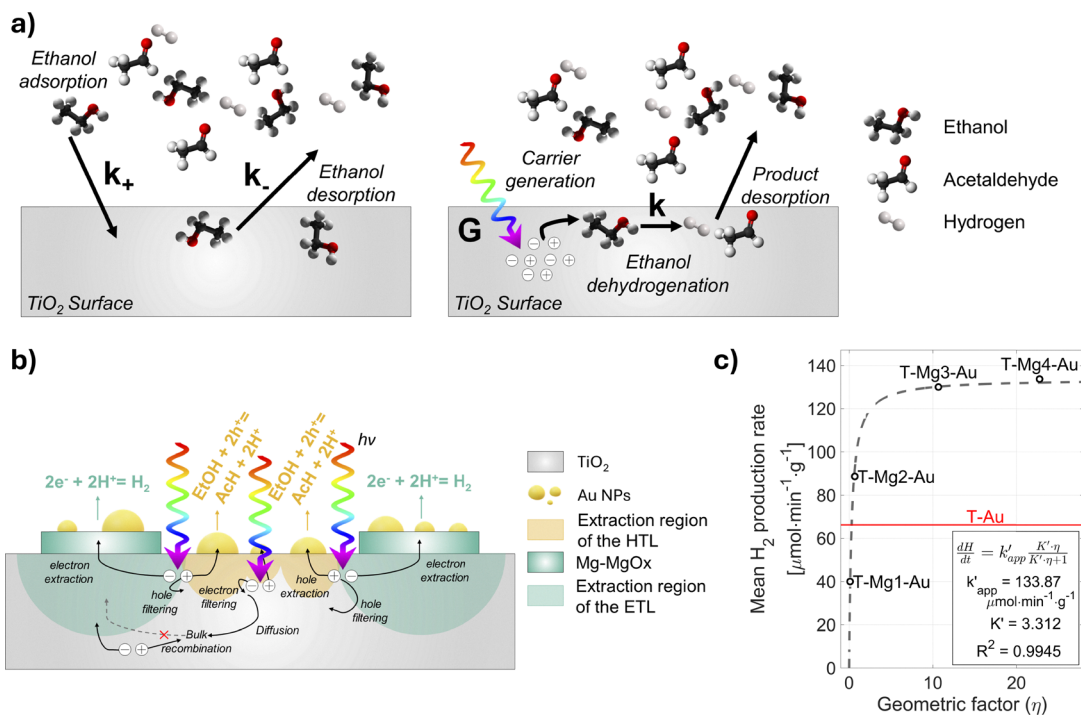 a)
Ethanol
adsorption
k+
k-
Ethanol
desorption
TiO2 Surface
Carrier
generation
G
k
Product
desorption
Ethanol
dehydrogenation
TiO2 Surface
Ethanol
Acetaldehyde
Hydrogen
b)
2e- + 2H+= H2
EtOH + 2h+=
AcH + 2H+
EtOH + 2h+=
AcH + 2H+
hν
2e- + 2H+= H2
electron
extraction
hole
filtering
electron
filtering
hole
extraction
hole
filtering
electron
extraction
Diffusion
Bulk
recombination
TiO2
Au NPs
Extraction region
of the HTL
Mg-MgOx
Extraction region
of the ETL
c)
Mean H2 production rate
[μmol·min-1·g-1]
140
120
100
80
60
40
20
0
T-Mg3-Au
T-Mg4-Au
T-Mg2-Au
T-Au
T-Mg1-Au
dH/dt = k'app K'·η/K'·η+1
k'app = 133.87
μmol·min-1·g-1
K' = 3.312
R2 = 0.9945
0
10
20
Geometric factor (η)